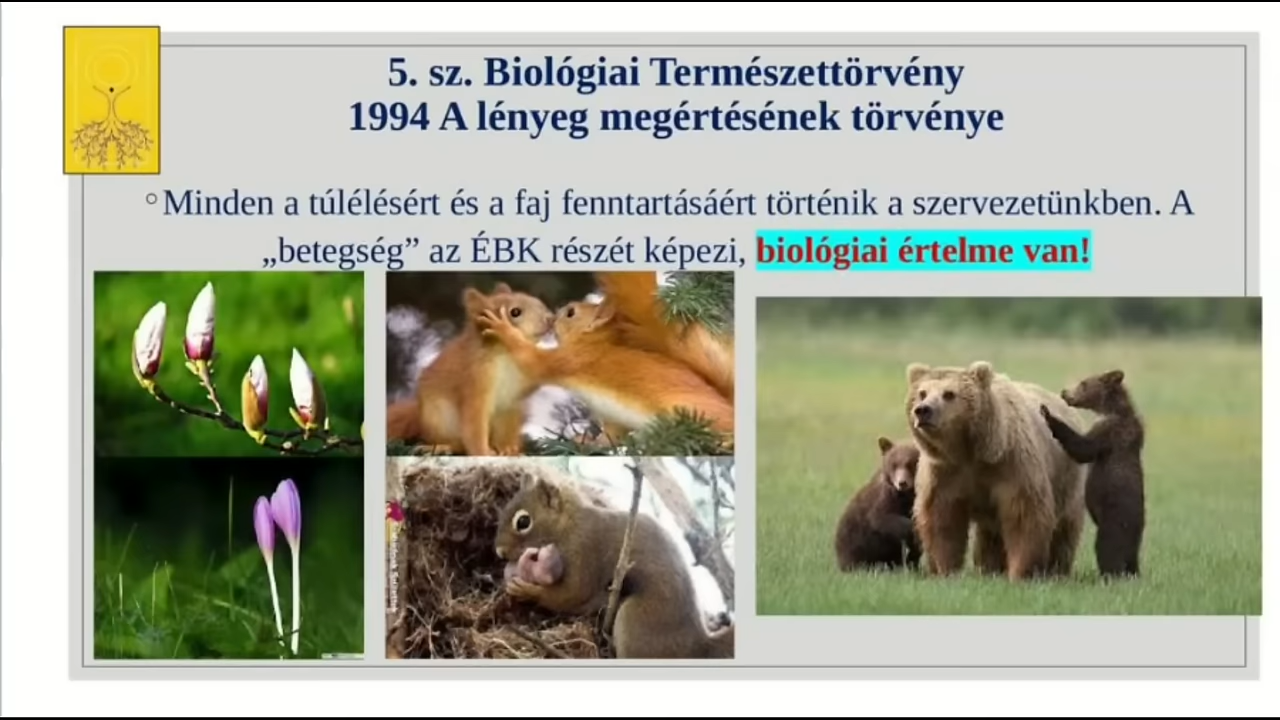 5. sz. Biológiai Természettörvény
1994 A lényeg megértésének törvénye
Minden a túlélésért és a faj fenntartásáért történik a szervezetünkben. A
„betegség” az ÉBK részét képezi, biológiai értelme van!